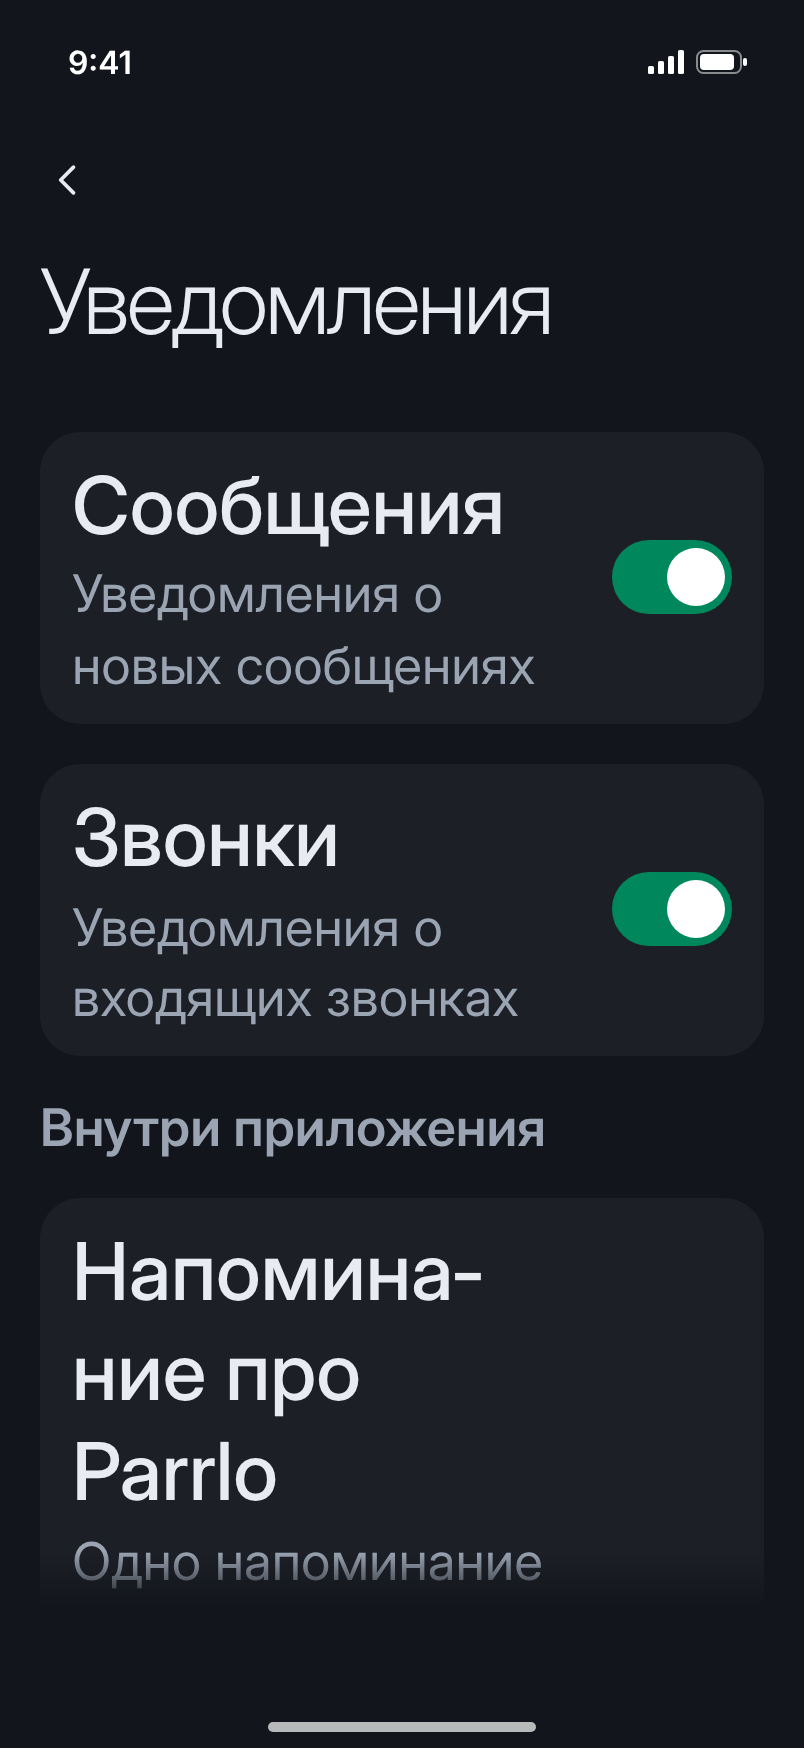 9:41
Уведомления
Сообщения
Уведомления о
новых сообщениях
Звонки
Уведомления о
входящих звонках
Внутри приложения
Напомина-
ние про
Parrlo
Одно напоминание